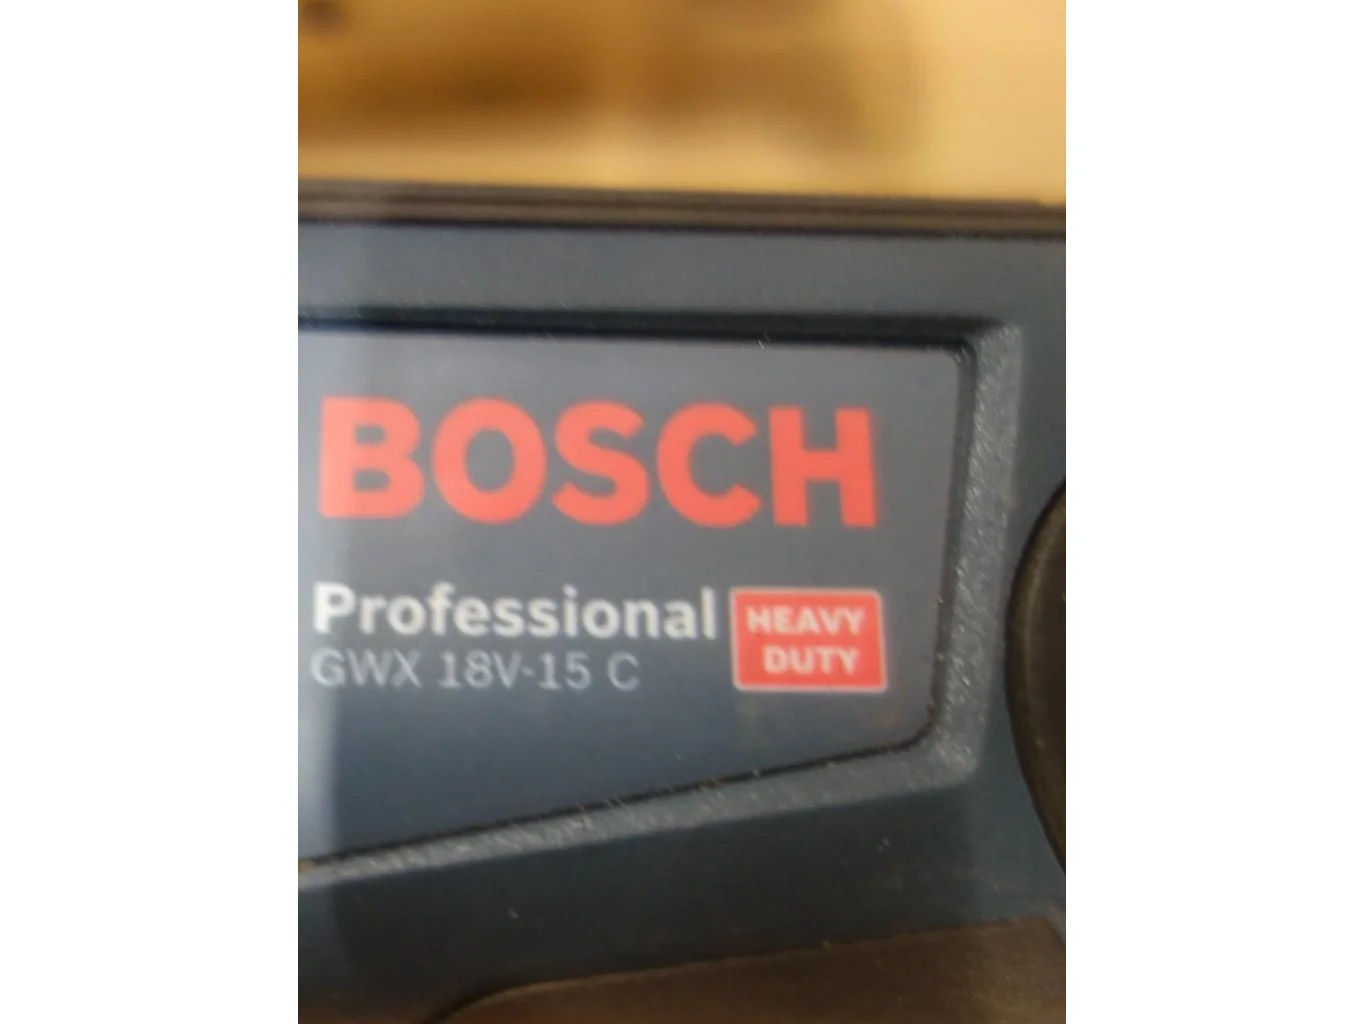 BOSCH
Professional
HEAVY
DUTY
GWX 18V-15 C